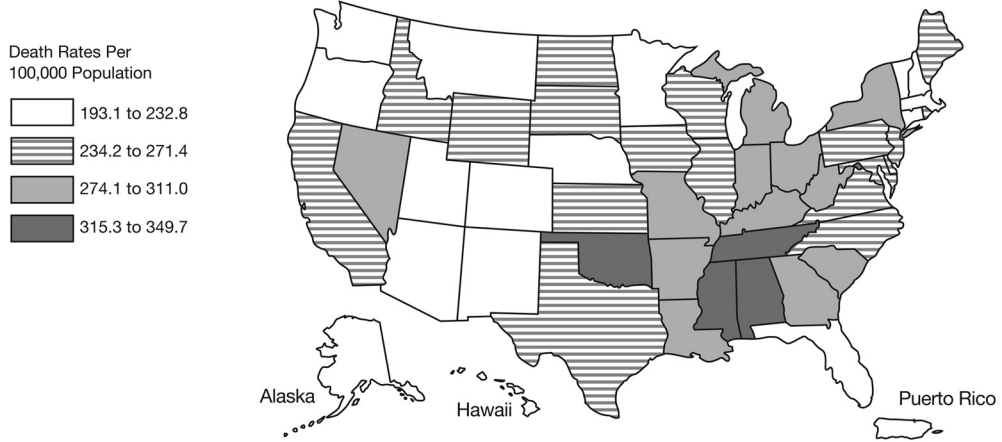 Death Rates Per
100,000 Population
193.1 to 232.8
234.2 to 271.4
274.1 to 311.0
315.3 to 349.7
Alaska
Hawaii
Puerto Rico